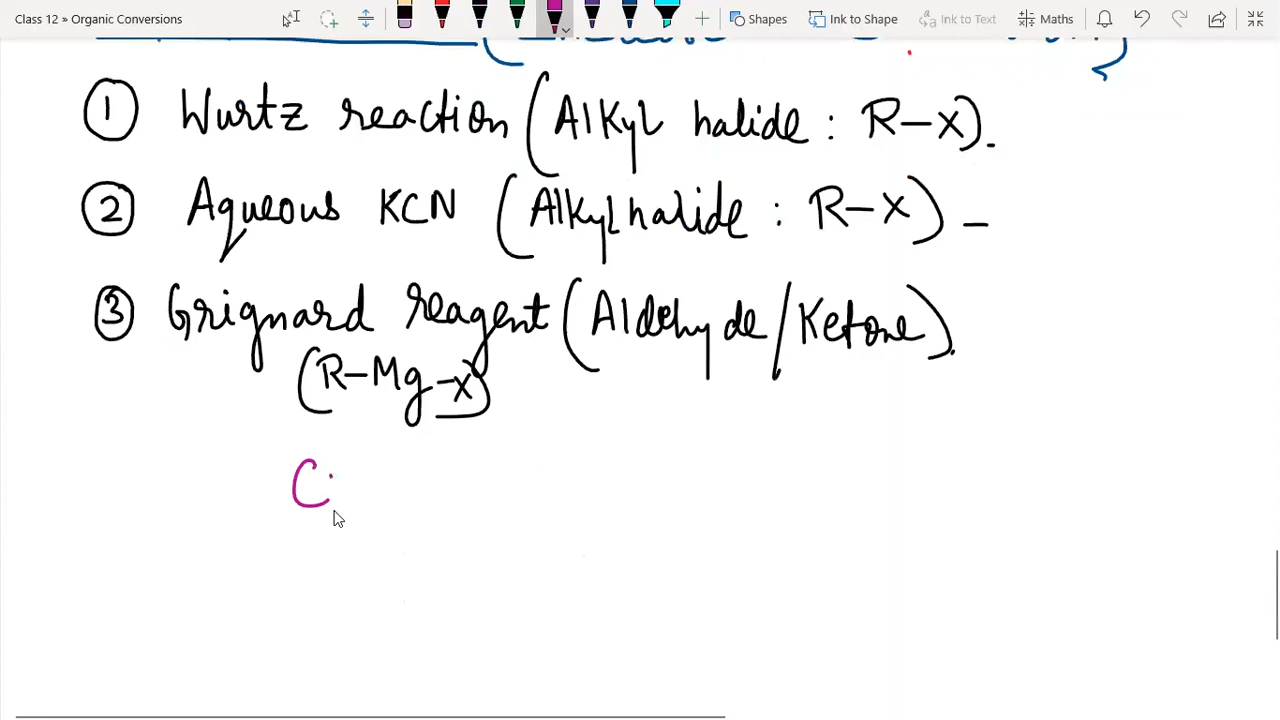 Class 12 » Organic Conversions
Shapes
Ink to Shape
Ink to Text
Maths
① Wurtz reaction (Alkyl halide : R-X).
② Aqueous KCN (Alkyl halide : R-X) -
③ Grignard reagent (Aldehyde/Ketone).
(R-Mg-X)
C